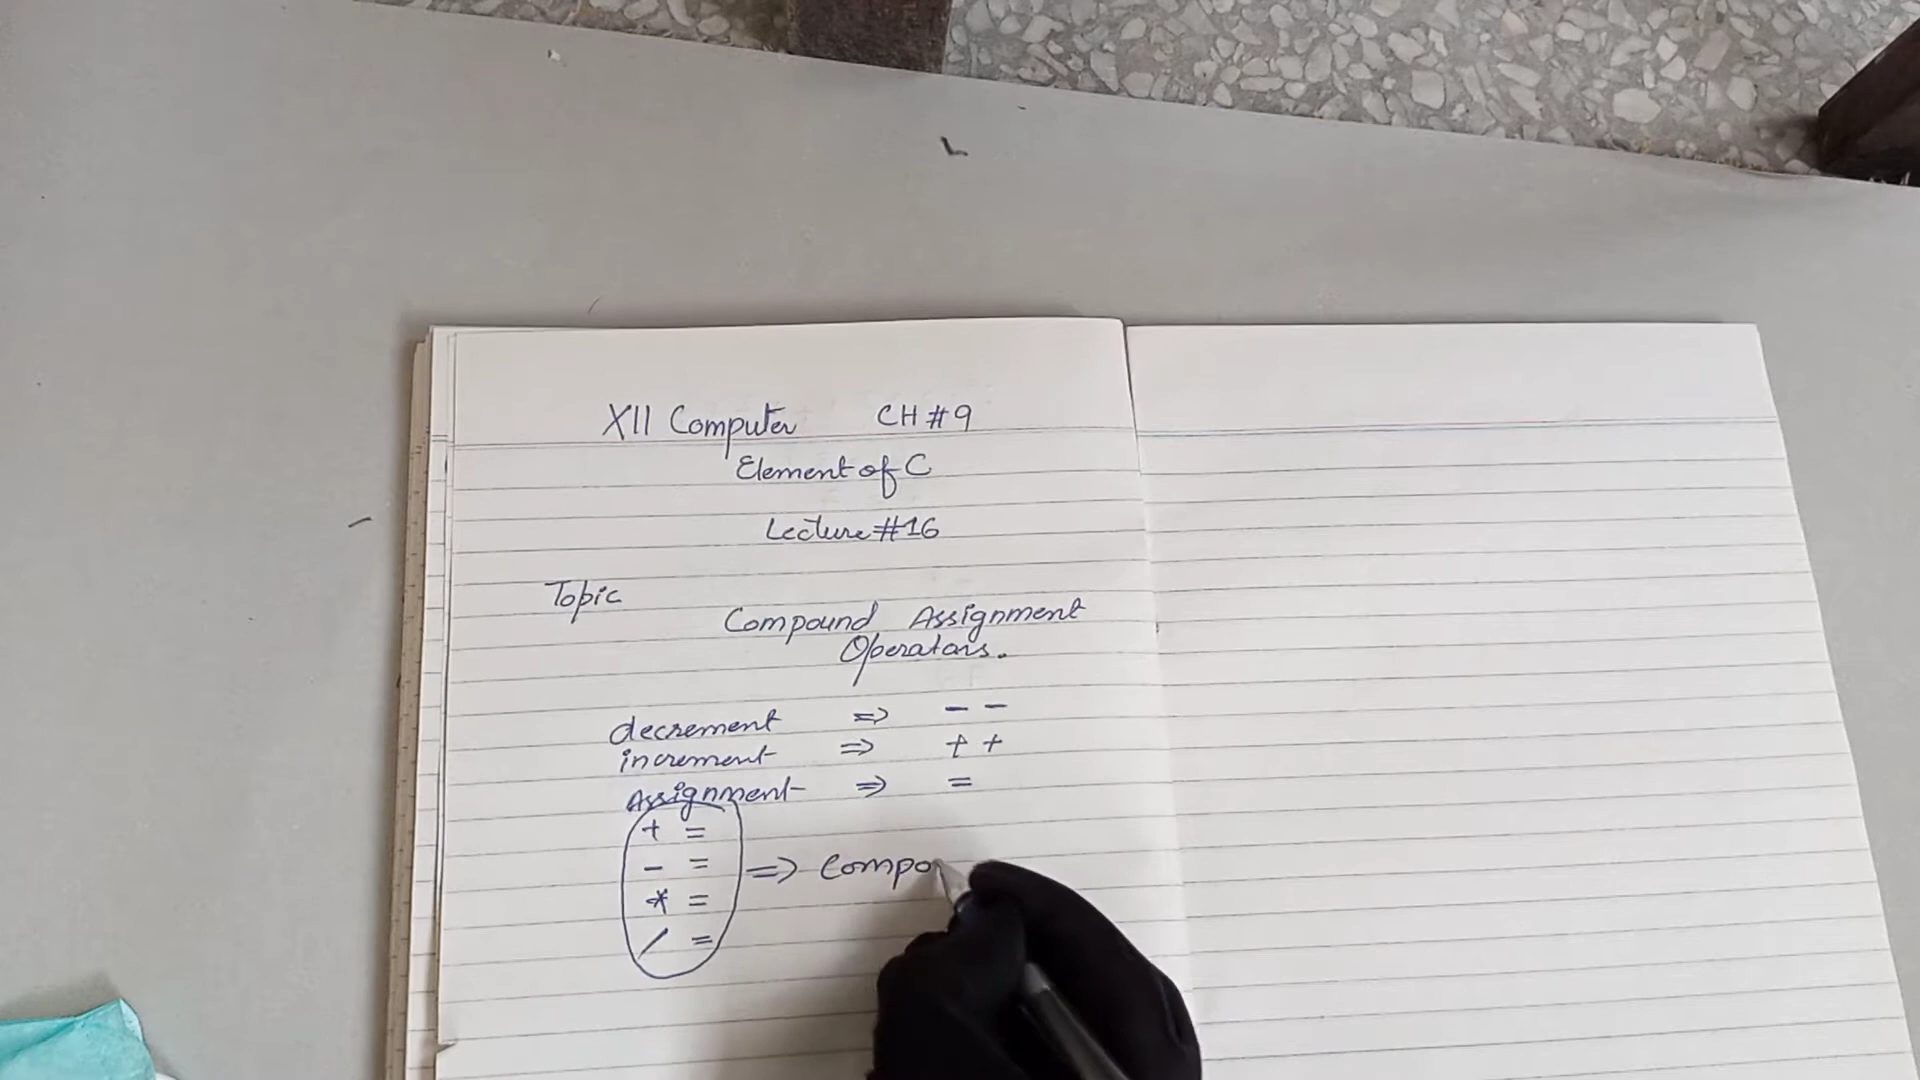 XII Computer CH # 9
Element of C
Lecture # 16
Topic
Compound Assignment
Operators.
decrement => - -
increment => + +
Assignment => =
+ =
- = => Compo
* =
/ =